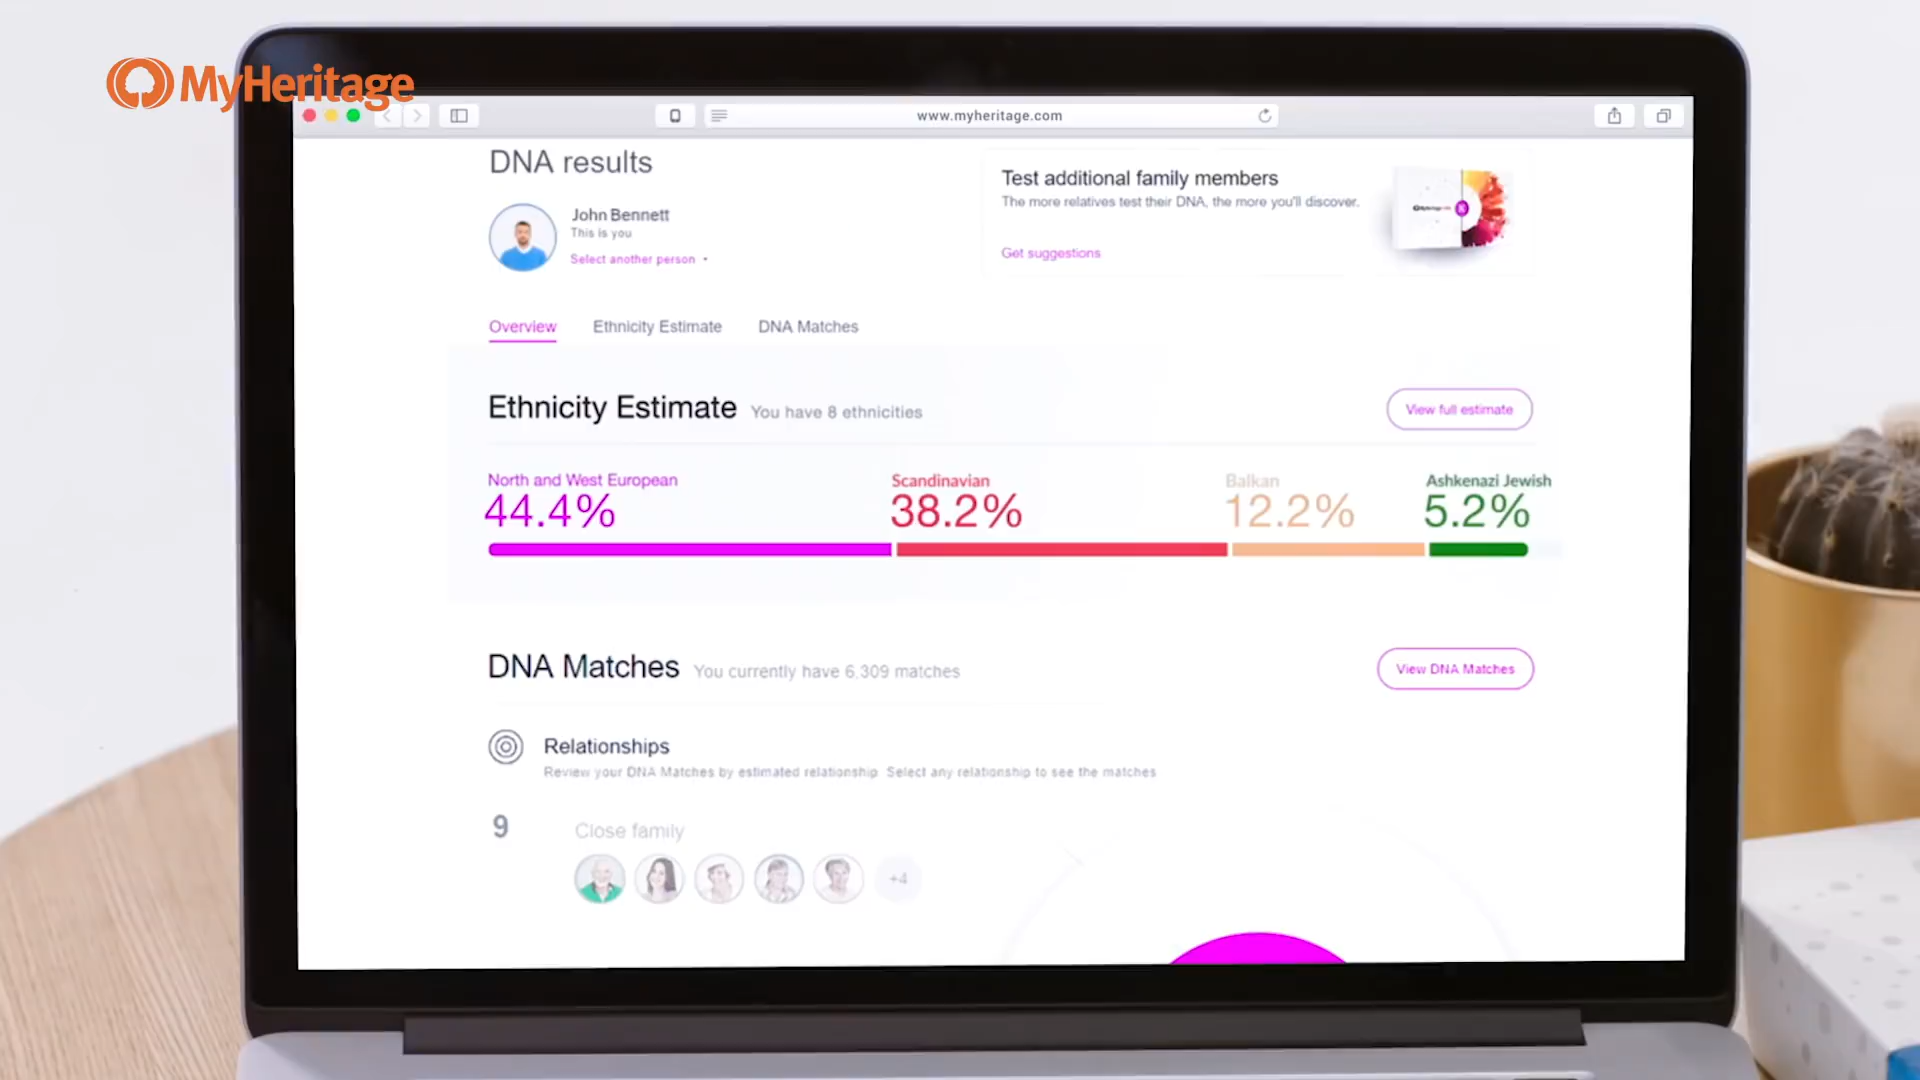 MyHeritage
www.myheritage.com
DNA results
John Bennett
This is you
Select another person
Test additional family members
The more relatives test their DNA, the more you'll discover.
Get suggestions
Overview
Ethnicity Estimate
DNA Matches
Ethnicity Estimate You have 8 ethnicities
View full estimate
North and West European
44.4%
Scandinavian
38.2%
Balkan
12.2%
Ashkenazi Jewish
5.2%
DNA Matches You currently have 6,309 matches
View DNA Matches
Relationships
Review your DNA Matches by estimated relationship Select any relationship to see the matches
9
Close family
+4